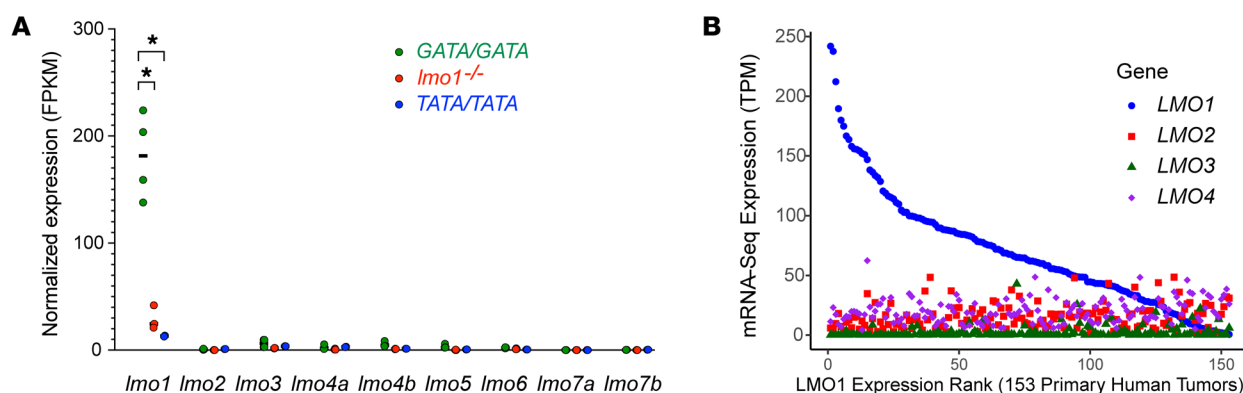 A
Normalized expression (FPKM)
300
200
100
0
*
*
GATA/GATA
lmo1-/-
TATA/TATA
lmo1 lmo2 lmo3 lmo4a lmo4b lmo5 lmo6 lmo7a lmo7b
B
mRNA-Seq Expression (TPM)
250
200
150
100
50
0
Gene
LMO1
LMO2
LMO3
LMO4
0 50 100 150
LMO1 Expression Rank (153 Primary Human Tumors)